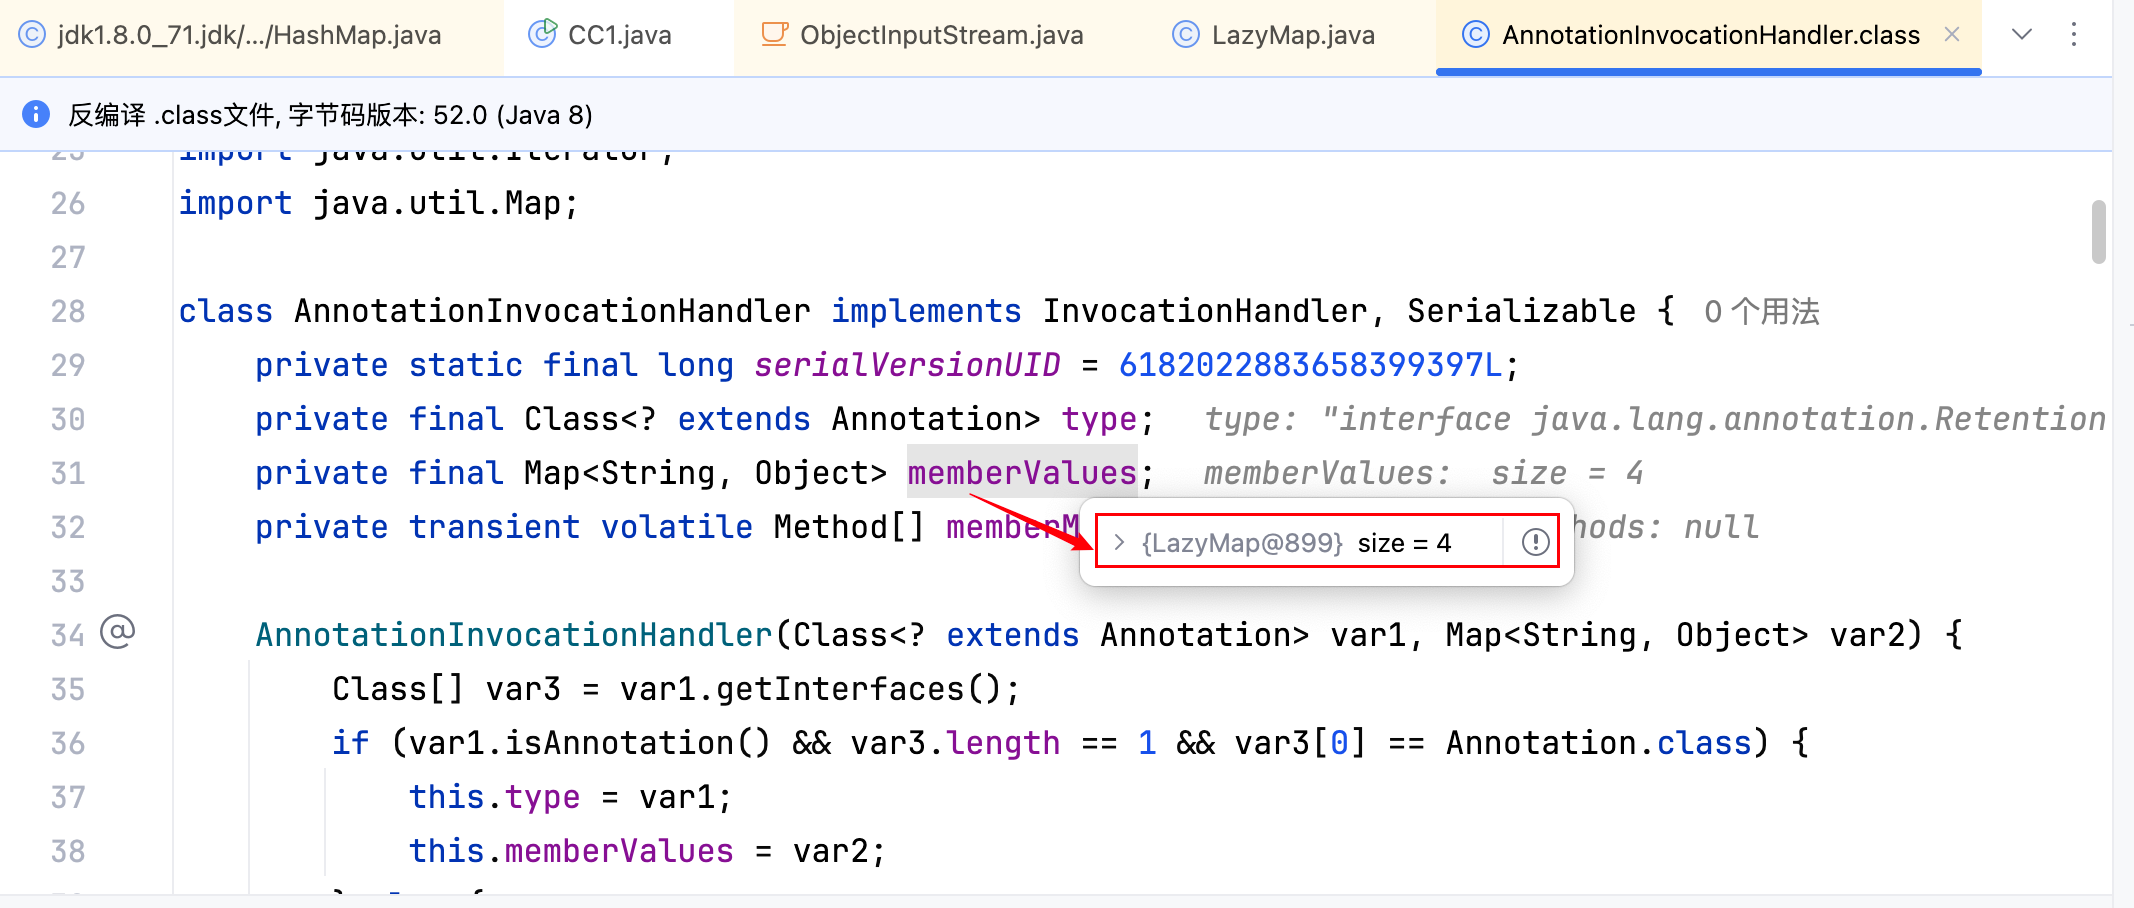 jdk1.8.0_71.jdk/.../HashMap.java CC1.java ObjectInputStream.java LazyMap.java AnnotationInvocationHandler.class
反编译 .class文件, 字节码版本: 52.0 (Java 8)
25 import java.util.Iterator;
26 import java.util.Map;
27
28 class AnnotationInvocationHandler implements InvocationHandler, Serializable { 0 个用法
29 private static final long serialVersionUID = 6182022883658399397L;
30 private final Class<? extends Annotation> type; type: "interface java.lang.annotation.Retention
31 private final Map<String, Object> memberValues; memberValues: size = 4
32 private transient volatile Method[] memberM hods: null
{LazyMap@899} size = 4
33
34 AnnotationInvocationHandler(Class<? extends Annotation> var1, Map<String, Object> var2) {
35 Class[] var3 = var1.getInterfaces();
36 if (var1.isAnnotation() && var3.length == 1 && var3[0] == Annotation.class) {
37 this.type = var1;
38 this.memberValues = var2;